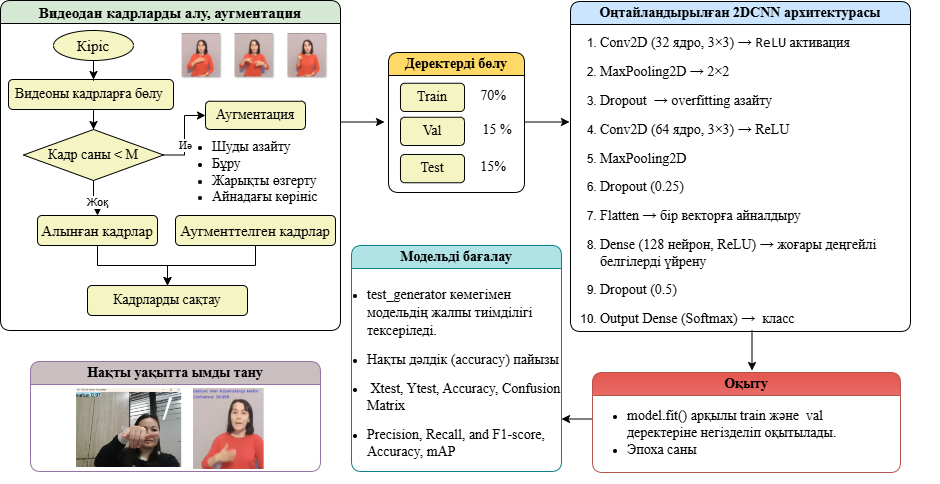 Видеодан кадрларды алу, аугментация
Кіріс
Видеоны кадрларға бөлу
Кадр саны < M
Иә
Жоқ
Аугментация
Шуды азайту
Бұру
Жарықты өзгерту
Айнадағы көрініс
Алынған кадрлар
Аугменттелген кадрлар
Кадрларды сақтау
Деректерді бөлу
Train 70%
Val 15 %
Test 15%
Оңтайландырылған 2DCNN архитектурасы
1. Conv2D (32 ядро, 3×3) → ReLU активация
2. MaxPooling2D → 2×2
3. Dropout → overfitting азайту
4. Conv2D (64 ядро, 3×3) → ReLU
5. MaxPooling2D
6. Dropout (0.25)
7. Flatten → бір векторға айналдыру
8. Dense (128 нейрон, ReLU) → жоғары деңгейлі
белгілерді үйрену
9. Dropout (0.5)
10. Output Dense (Softmax) → класс
Оқыту
model.fit() арқылы train және val
деректеріне негізделіп оқытылады.
Эпоха саны
Модельді бағалау
test_generator көмегімен
модельдің жалпы тиімділігі
тексеріледі.
Нақты дәлдік (accuracy) пайызы
Xtest, Ytest, Accuracy, Confusion
Matrix
Precision, Recall, and F1-score,
Accuracy, mAP
Нақты уақытта ымды тану